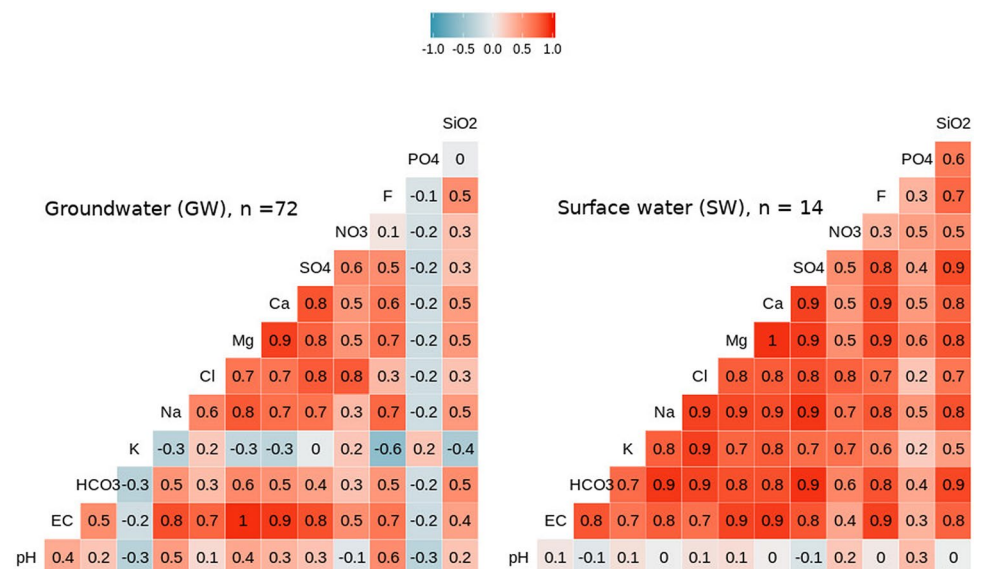 -1.0 -0.5 0.0 0.5 1.0
Groundwater (GW), n =72
SiO2
PO4 0
F -0.1 0.5
NO3 0.1 -0.2 0.3
SO4 0.6 0.5 -0.2 0.3
Ca 0.8 0.5 0.6 -0.2 0.5
Mg 0.9 0.8 0.5 0.7 -0.2 0.5
Cl 0.7 0.7 0.8 0.8 0.3 -0.2 0.3
Na 0.6 0.8 0.7 0.7 0.3 0.7 -0.2 0.5
K -0.3 0.2 -0.3 -0.3 0 0.2 -0.6 0.2 -0.4
HCO3 -0.3 0.5 0.3 0.6 0.5 0.4 0.3 0.5 -0.2 0.5
EC 0.5 -0.2 0.8 0.7 1 0.9 0.8 0.5 0.7 -0.2 0.4
pH 0.4 0.2 -0.3 0.5 0.1 0.4 0.3 0.3 -0.1 0.6 -0.3 0.2
Surface water (SW), n = 14
SiO2
PO4 0.6
F 0.3 0.7
NO3 0.3 0.5 0.5
SO4 0.5 0.8 0.4 0.9
Ca 0.9 0.5 0.9 0.5 0.8
Mg 1 0.9 0.5 0.9 0.6 0.8
Cl 0.8 0.8 0.8 0.8 0.7 0.2 0.7
Na 0.9 0.9 0.9 0.9 0.7 0.8 0.5 0.8
K 0.8 0.9 0.7 0.8 0.7 0.7 0.6 0.2 0.5
HCO3 0.7 0.9 0.9 0.8 0.8 0.9 0.6 0.8 0.4 0.9
EC 0.8 0.7 0.8 0.7 0.9 0.9 0.8 0.4 0.9 0.3 0.8
pH 0.1 -0.1 0.1 0 0.1 0.1 0 -0.1 0.2 0 0.3 0